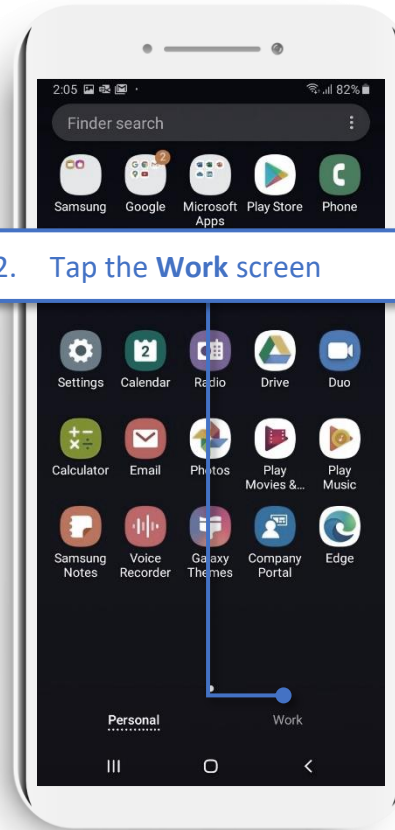 2:05 82%
Finder search
2
Samsung Google Microsoft Apps Play Store Phone
2. Tap the Work screen
2
Settings Calendar Radio Drive Duo
Calculator Email Photos Play Movies &... Play Music
Samsung Notes Voice Recorder Galaxy Themes Company Portal Edge
Personal Work